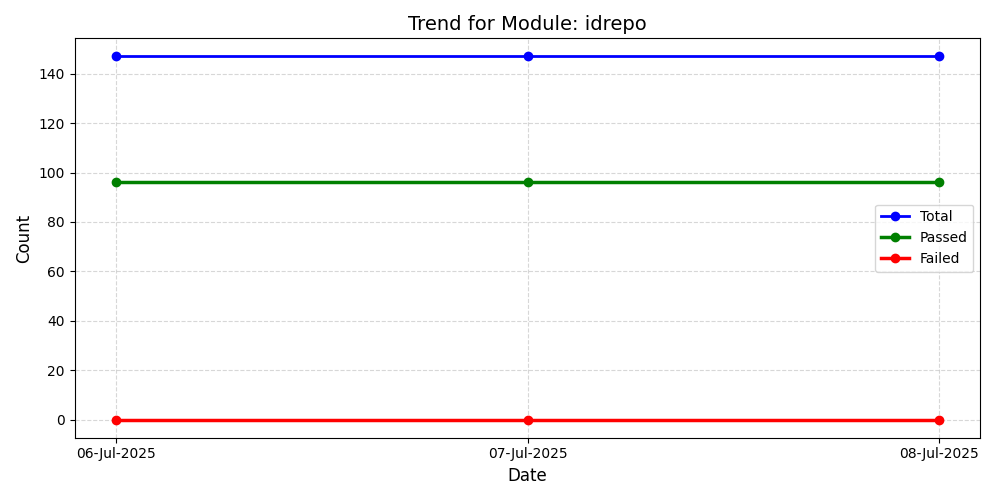 Trend for Module: idrepo
140
120
100
80
60
40
20
0
Count
Total
Passed
Failed
06-Jul-2025
07-Jul-2025
08-Jul-2025
Date